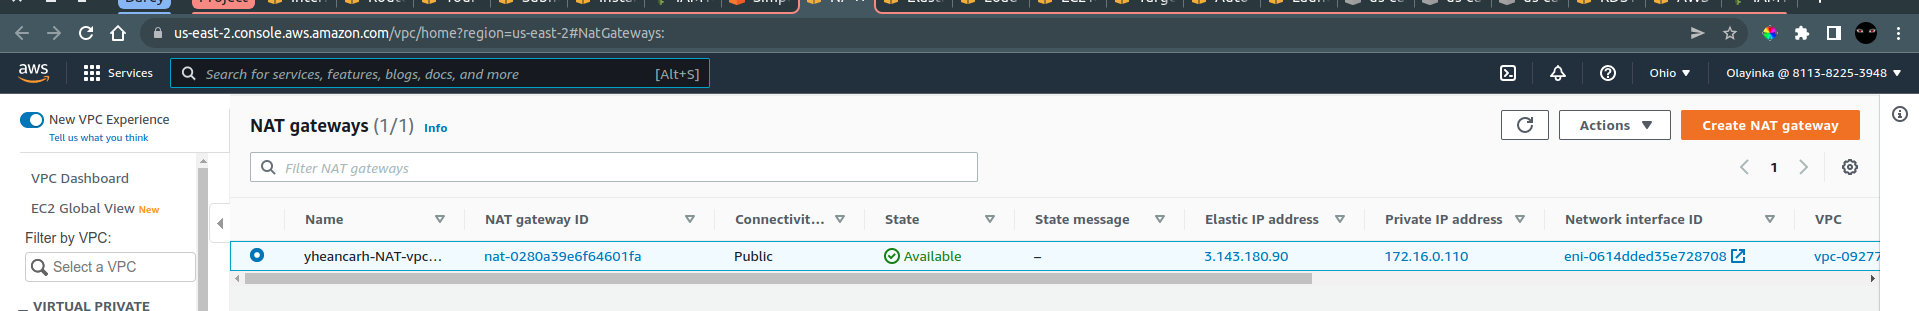 Darcy Project
us-east-2.console.aws.amazon.com/vpc/home?region=us-east-2#NatGateways:
aws Services Search for services, features, blogs, docs, and more [Alt+S] Ohio Olayinka @ 8113-8225-3948
New VPC Experience
Tell us what you think
NAT gateways (1/1) Info
Actions Create NAT gateway
Filter NAT gateways
1
VPC Dashboard
EC2 Global View New
Filter by VPC:
Select a VPC
VIRTUAL PRIVATE
Name NAT gateway ID Connectivit... State State message Elastic IP address Private IP address Network interface ID VPC
yheancarh-NAT-vpc... nat-0280a39e6f64601fa Public Available – 3.143.180.90 172.16.0.110 eni-0614dded35e728708 vpc-09277